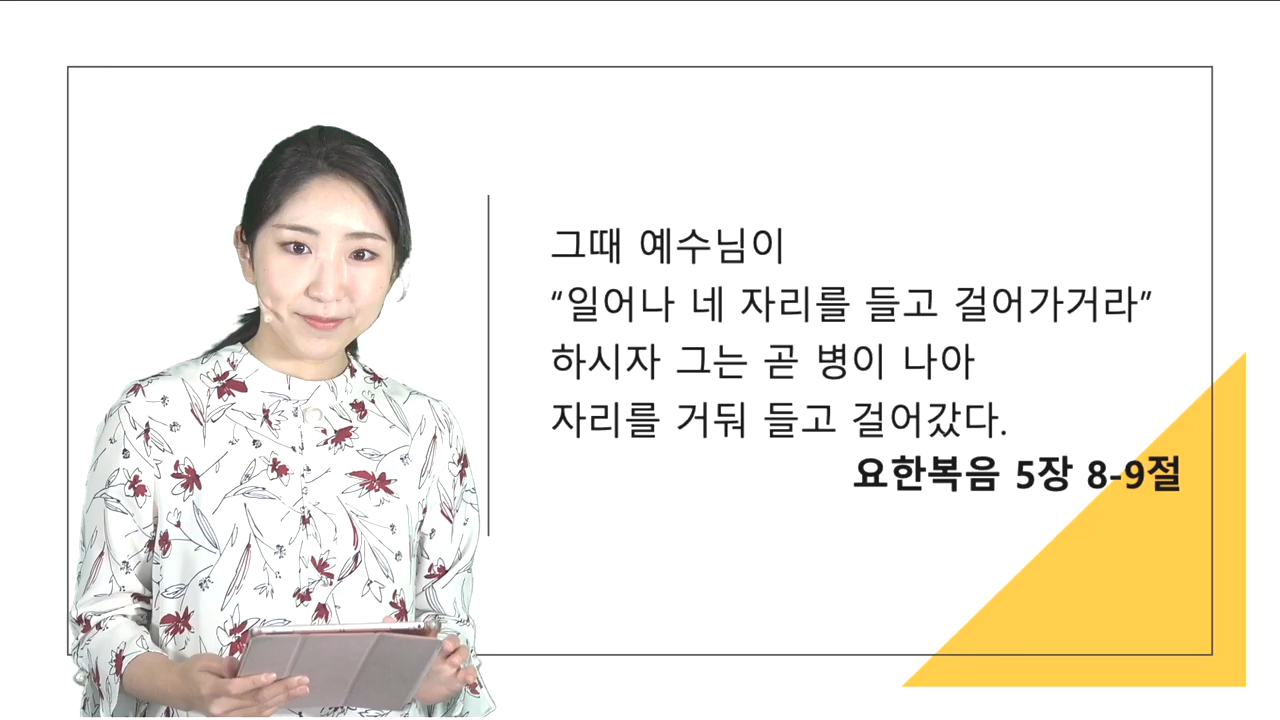 그때 예수님이
“일어나 네 자리를 들고 걸어가거라”
하시자 그는 곧 병이 나아
자리를 거둬 들고 걸어갔다.
요한복음 5장 8-9절